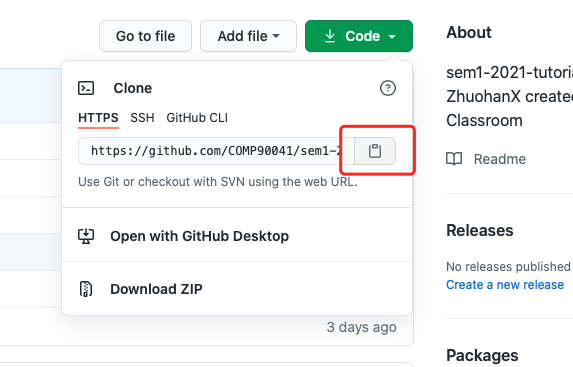 Go to file
Add file
Code
Clone
HTTPS SSH GitHub CLI
https://github.com/COMP90041/sem1-2
Use Git or checkout with SVN using the web URL.
Open with GitHub Desktop
Download ZIP
3 days ago
About
sem1-2021-tutoria
ZhuohanX created
Classroom
Readme
Releases
No releases published
Create a new release
Packages